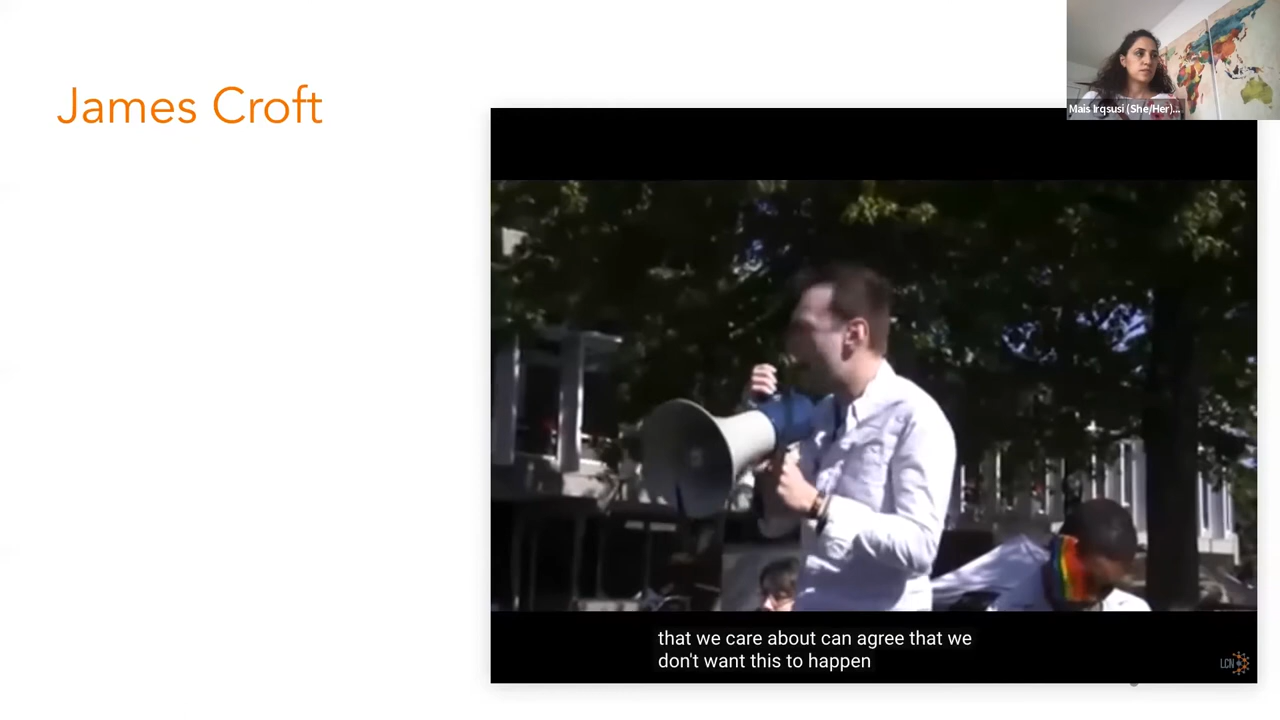 James Croft
Mais Irqsusi (She/Her)...
that we care about can agree that we
don't want this to happen
LCN